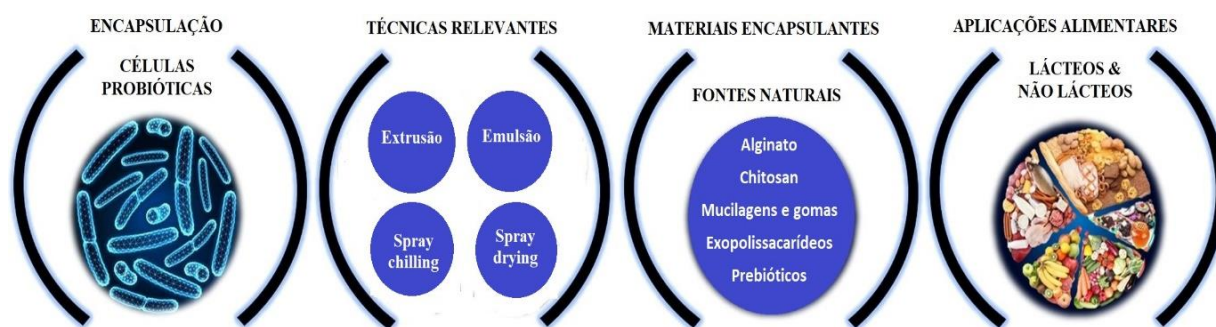 ENCAPSULAÇÃO
CÉLULAS
PROBIÓTICAS
TÉCNICAS RELEVANTES
Extrusão
Emulsão
Spray
chilling
Spray
drying
MATERIAIS ENCAPSULANTES
FONTES NATURAIS
Alginato
Chitosan
Mucilagens e gomas
Exopolissacarídeos
Prebióticos
APLICAÇÕES ALIMENTARES
LÁCTEOS &
NÃO LÁCTEOS